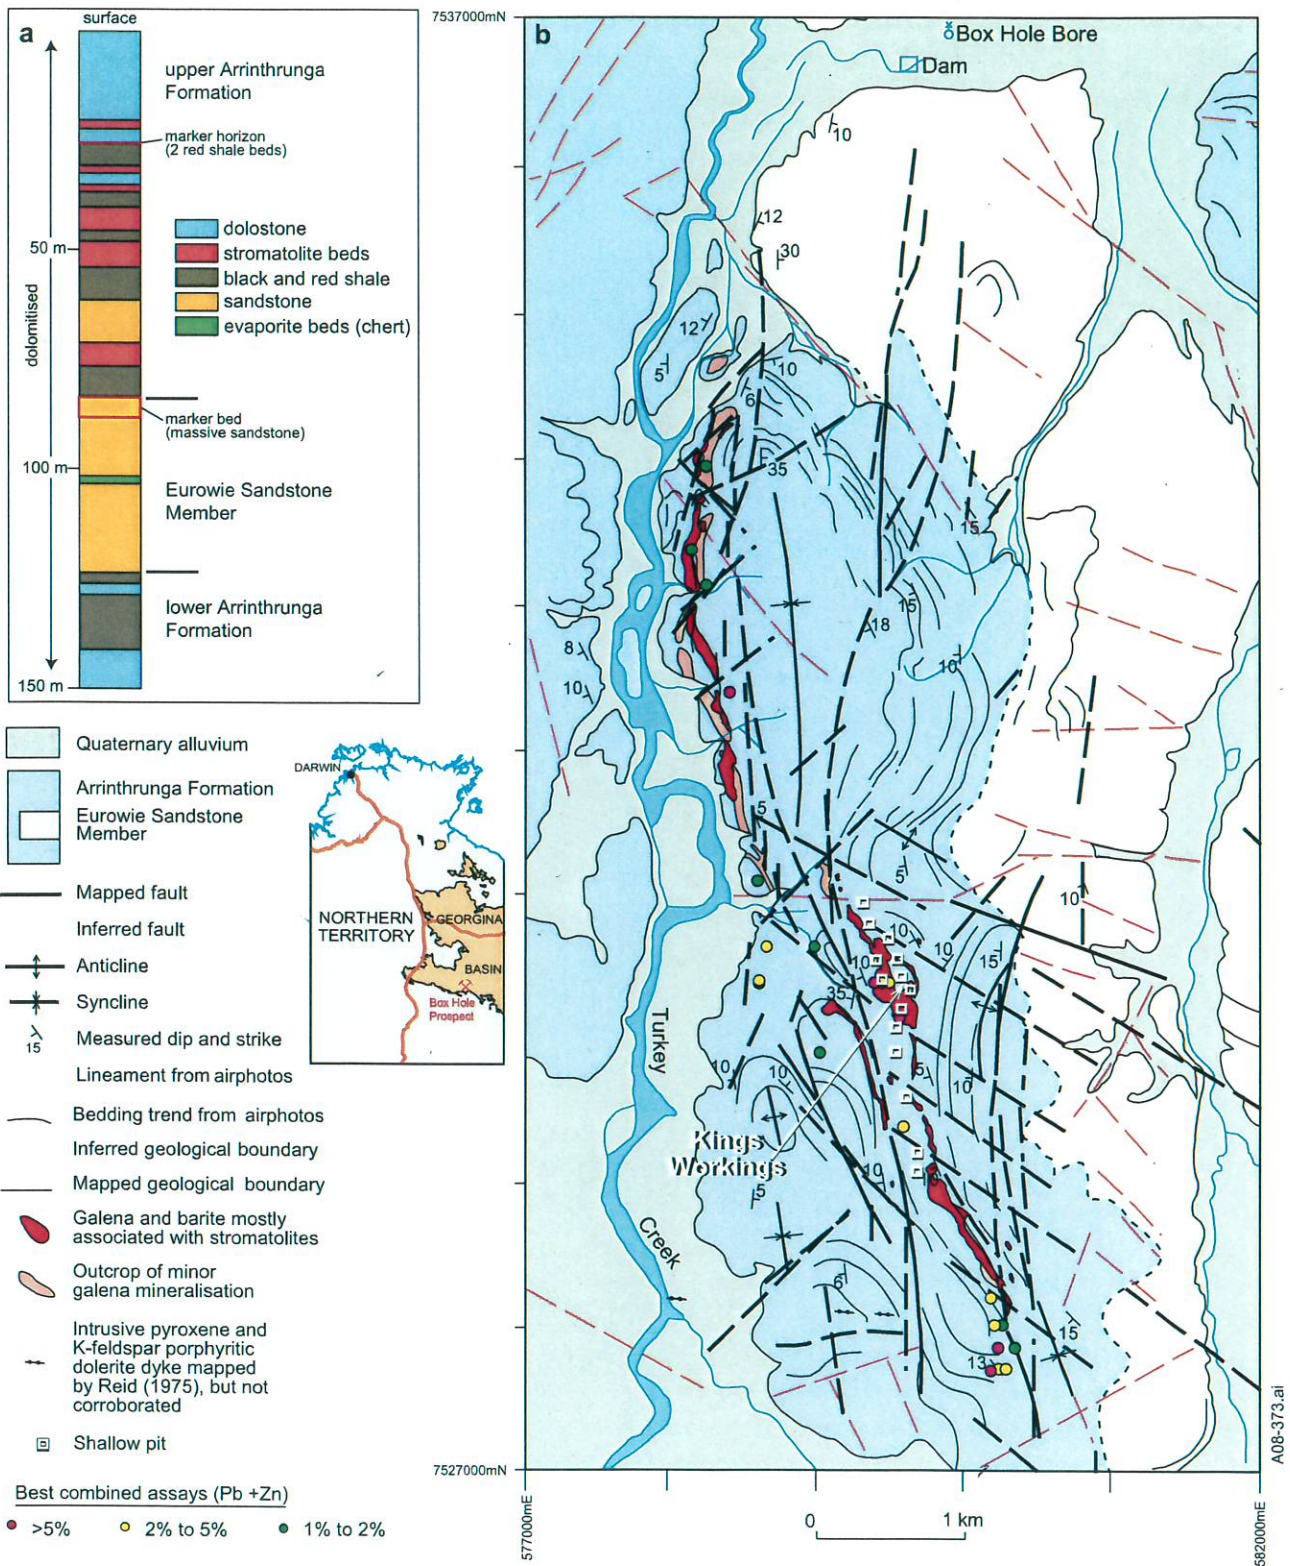 a
surface
upper Arrinthrunga
Formation
marker horizon
(2 red shale beds)
50 m
dolostone
stromatolite beds
black and red shale
sandstone
evaporite beds (chert)
dolomitised
marker bed
(massive sandstone)
100 m
Eurowie Sandstone
Member
lower Arrinthrunga
Formation
150 m
Quaternary alluvium
Arrinthrunga Formation
Eurowie Sandstone
Member
Mapped fault
Inferred fault
Anticline
Syncline
15
Measured dip and strike
Lineament from airphotos
Bedding trend from airphotos
Inferred geological boundary
Mapped geological boundary
Galena and barite mostly
associated with stromatolites
Outcrop of minor
galena mineralisation
Intrusive pyroxene and
K-feldspar porphyritic
dolerite dyke mapped
by Reid (1975), but not
corroborated
Shallow pit
Best combined assays (Pb +Zn)
>5%
2% to 5%
1% to 2%
DARWIN
NORTHERN
TERRITORY
GEORGINA
BASIN
Box Hole
Prospect
7537000mN
b
Box Hole Bore
Dam
10
12
30
12
5
10
6
35
15
15
18
8
10
10
5
5
10
10
10
15
10
35
10
10
5
10
Turkey
Kings
Workings
10
5
Creek
6
15
13
7527000mN
577000mE
0
1 km
582000mE
A08-373.ai